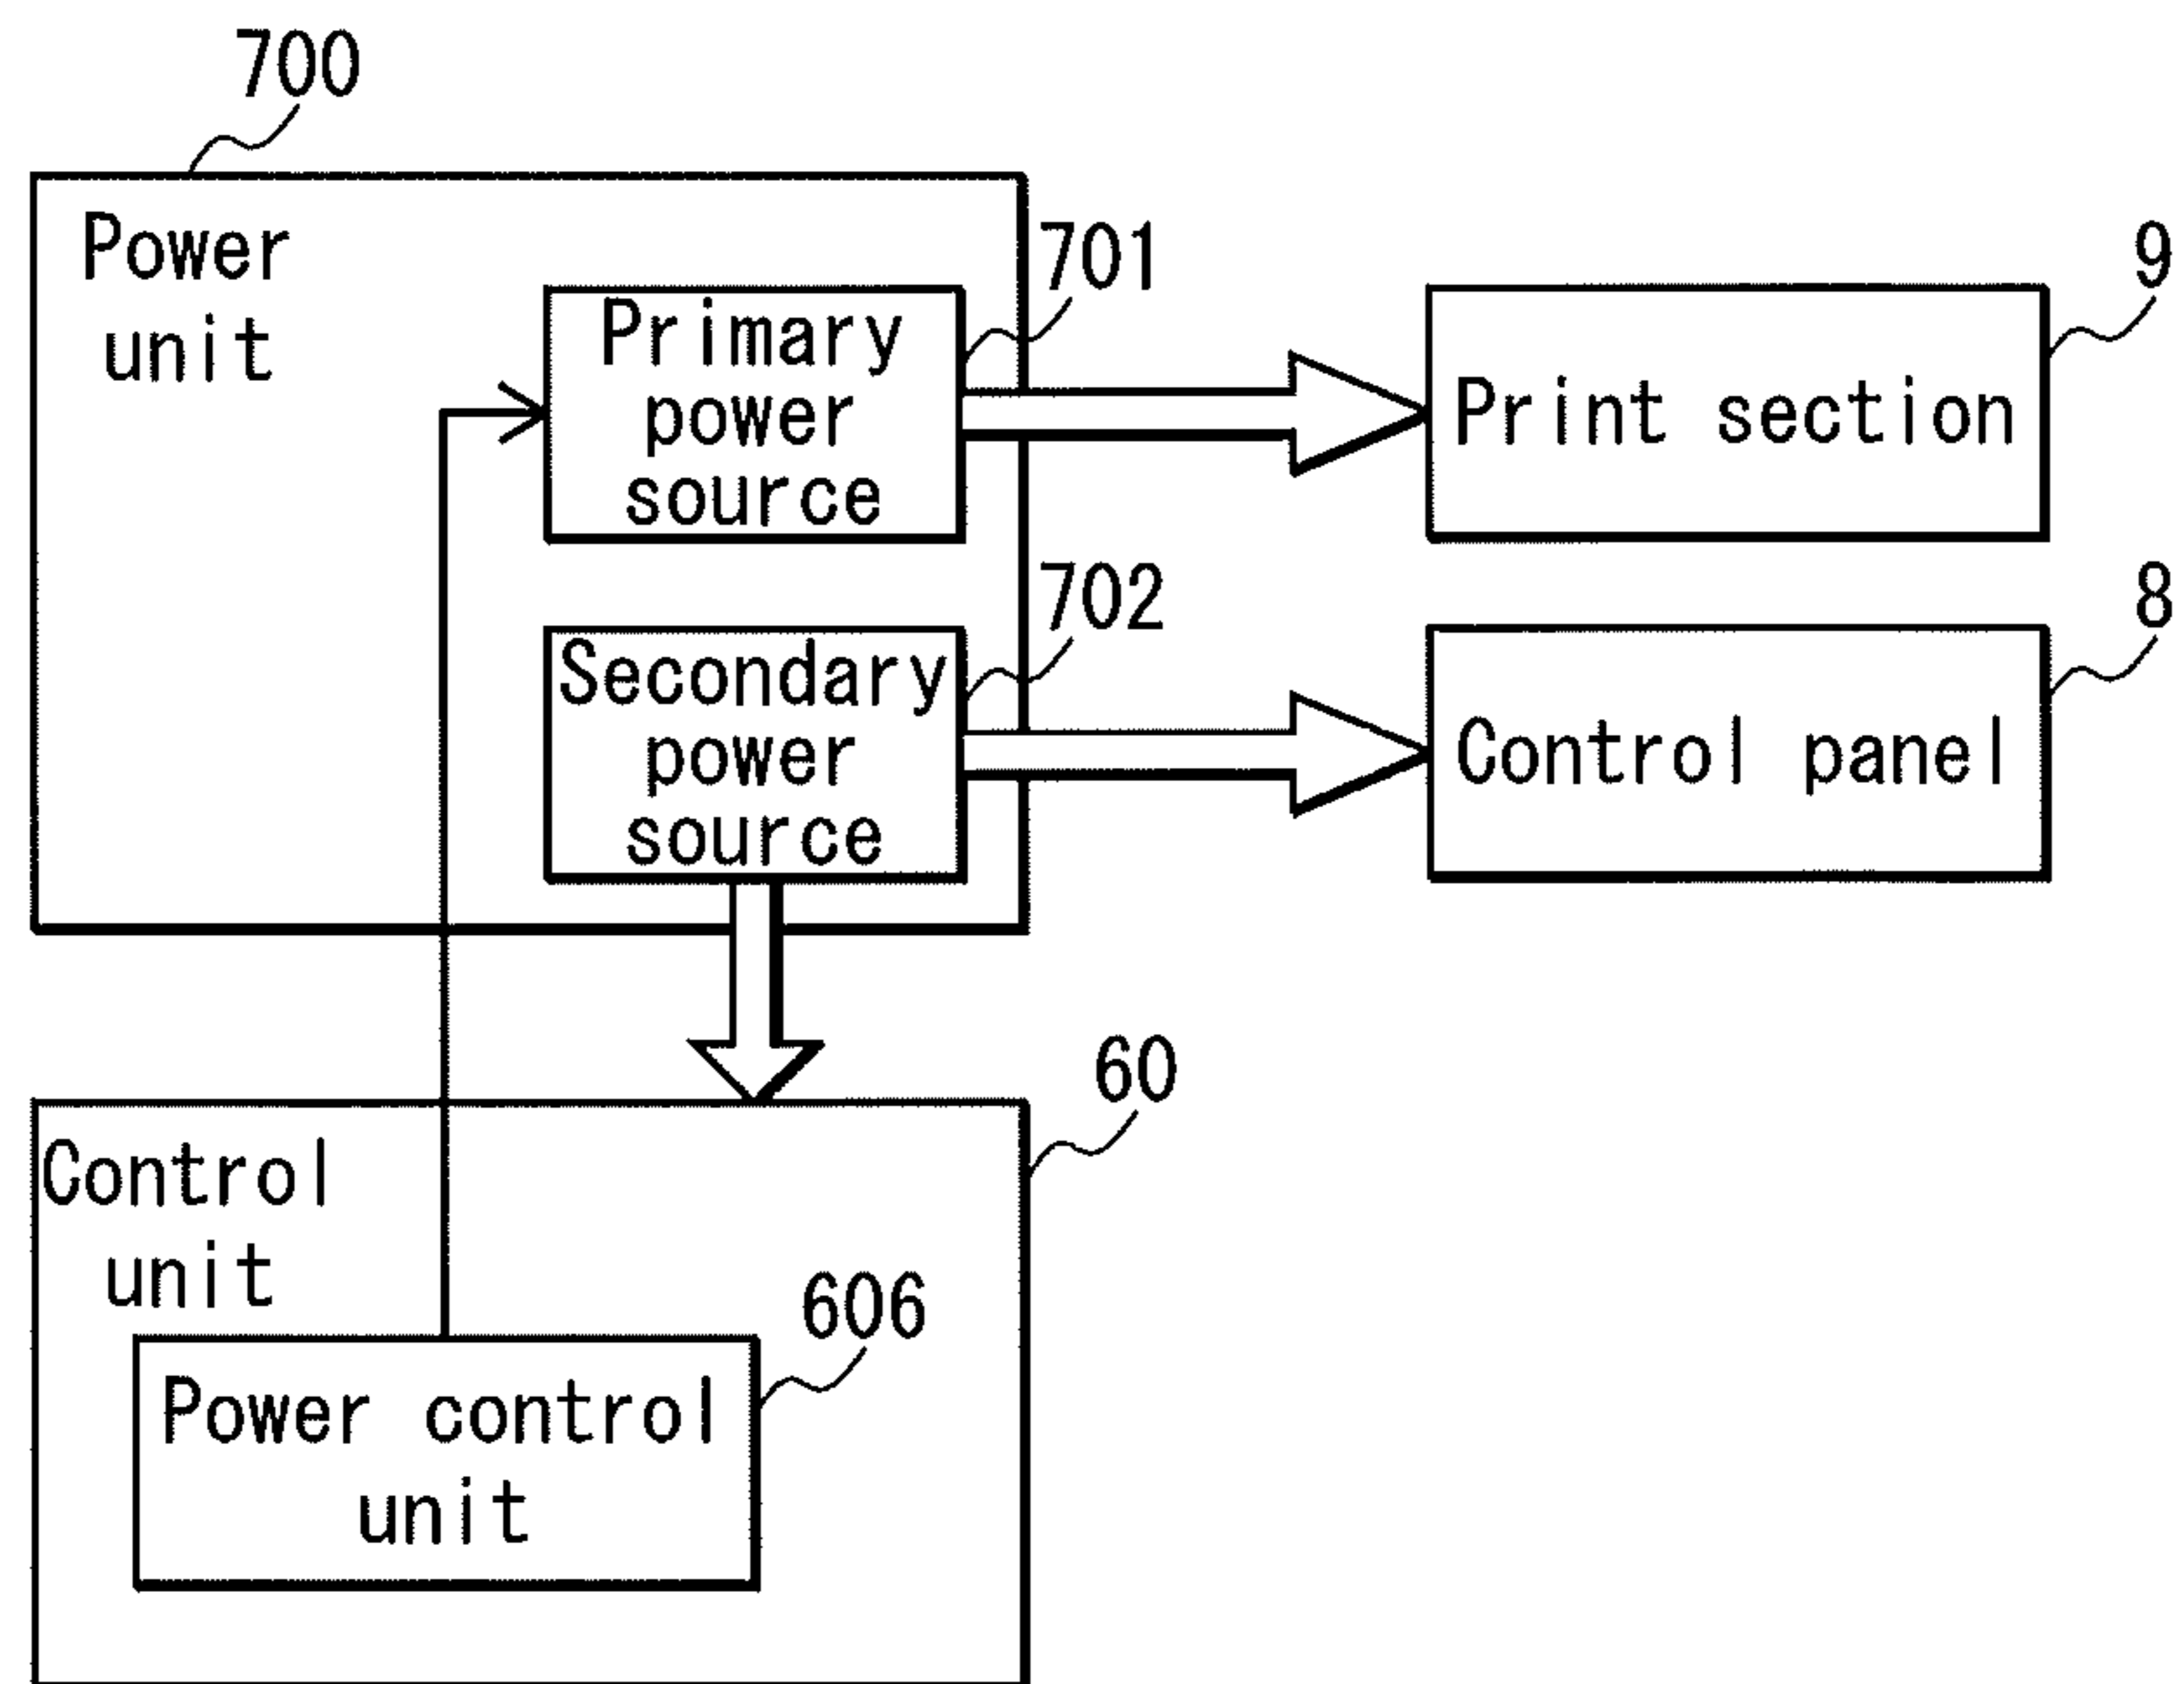 700
Power
unit
701
Primary
power
source
9
Print section
702
Secondary
power
source
8
Control panel
60
Control
unit
606
Power control
unit